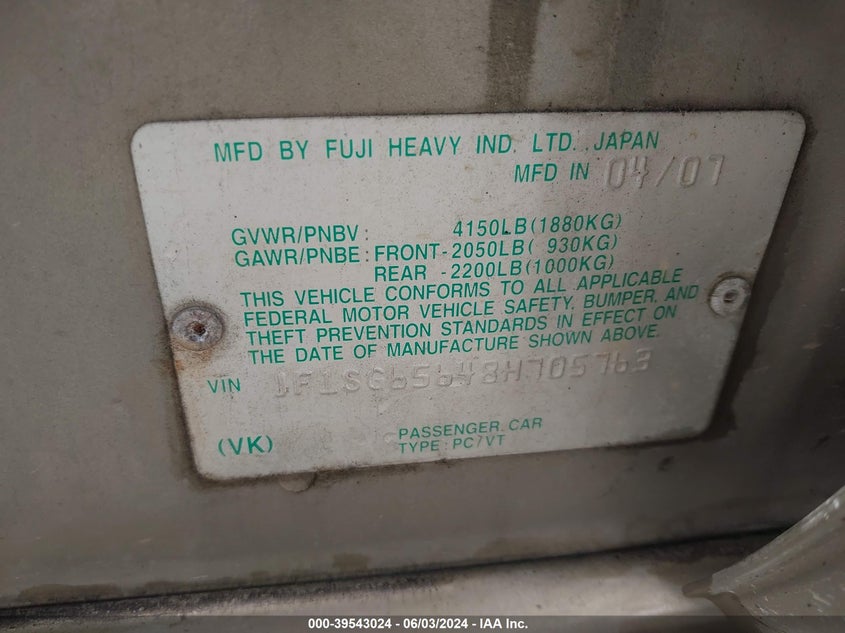 MFD BY FUJI HEAVY IND. LTD. JAPAN
MFD IN 04/07
GVWR/PNBV: 4150LB(1880KG)
GAWR/PNBE: FRONT-2050LB( 930KG)
REAR -2200LB(1000KG)
THIS VEHICLE CONFORMS TO ALL APPLICABLE
FEDERAL MOTOR VEHICLE SAFETY, BUMPER, AND
THEFT PREVENTION STANDARDS IN EFFECT ON
THE DATE OF MANUFACTURE SHOWN ABOVE.
VIN JF1SG65648H705763
PASSENGER CAR
(VK) TYPE:PC7VT
000-39543024 - 06/03/2024 - IAA Inc.